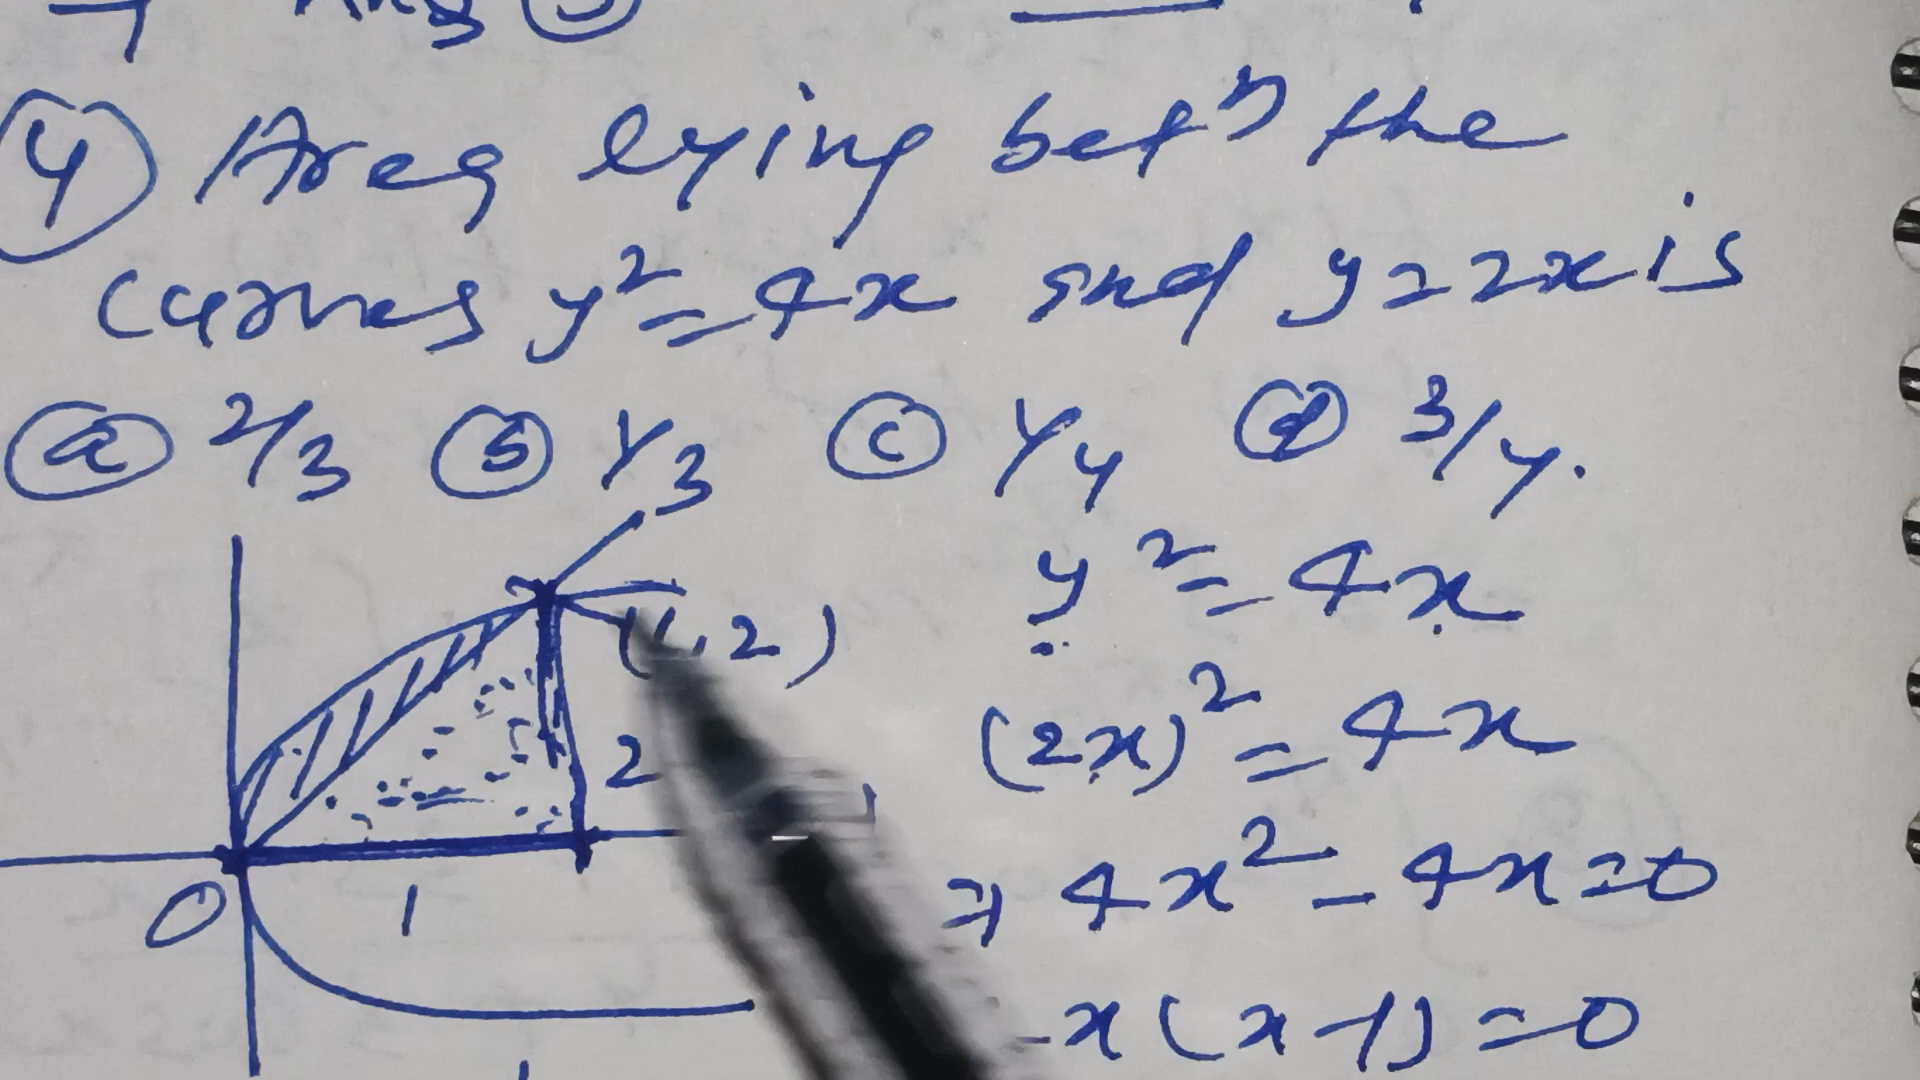 Ans
④ Area lying betn the
curves y² = 4x and y = 2x is
ⓐ 2/3 ⓑ 1/3 ⓒ 1/4 ⓓ 3/4.
y² = 4x
(1, 2)
(2x)² = 4x
2
⇒ 4x² - 4x = 0
0 1
x(x-1) = 0